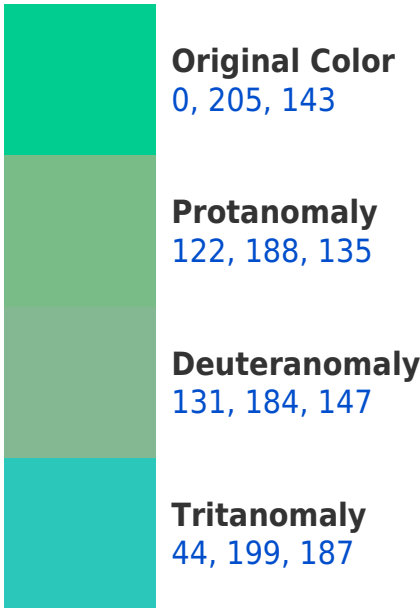 Original Color
0, 205, 143
Protanomaly
122, 188, 135
Deuteranomaly
131, 184, 147
Tritanomaly
44, 199, 187